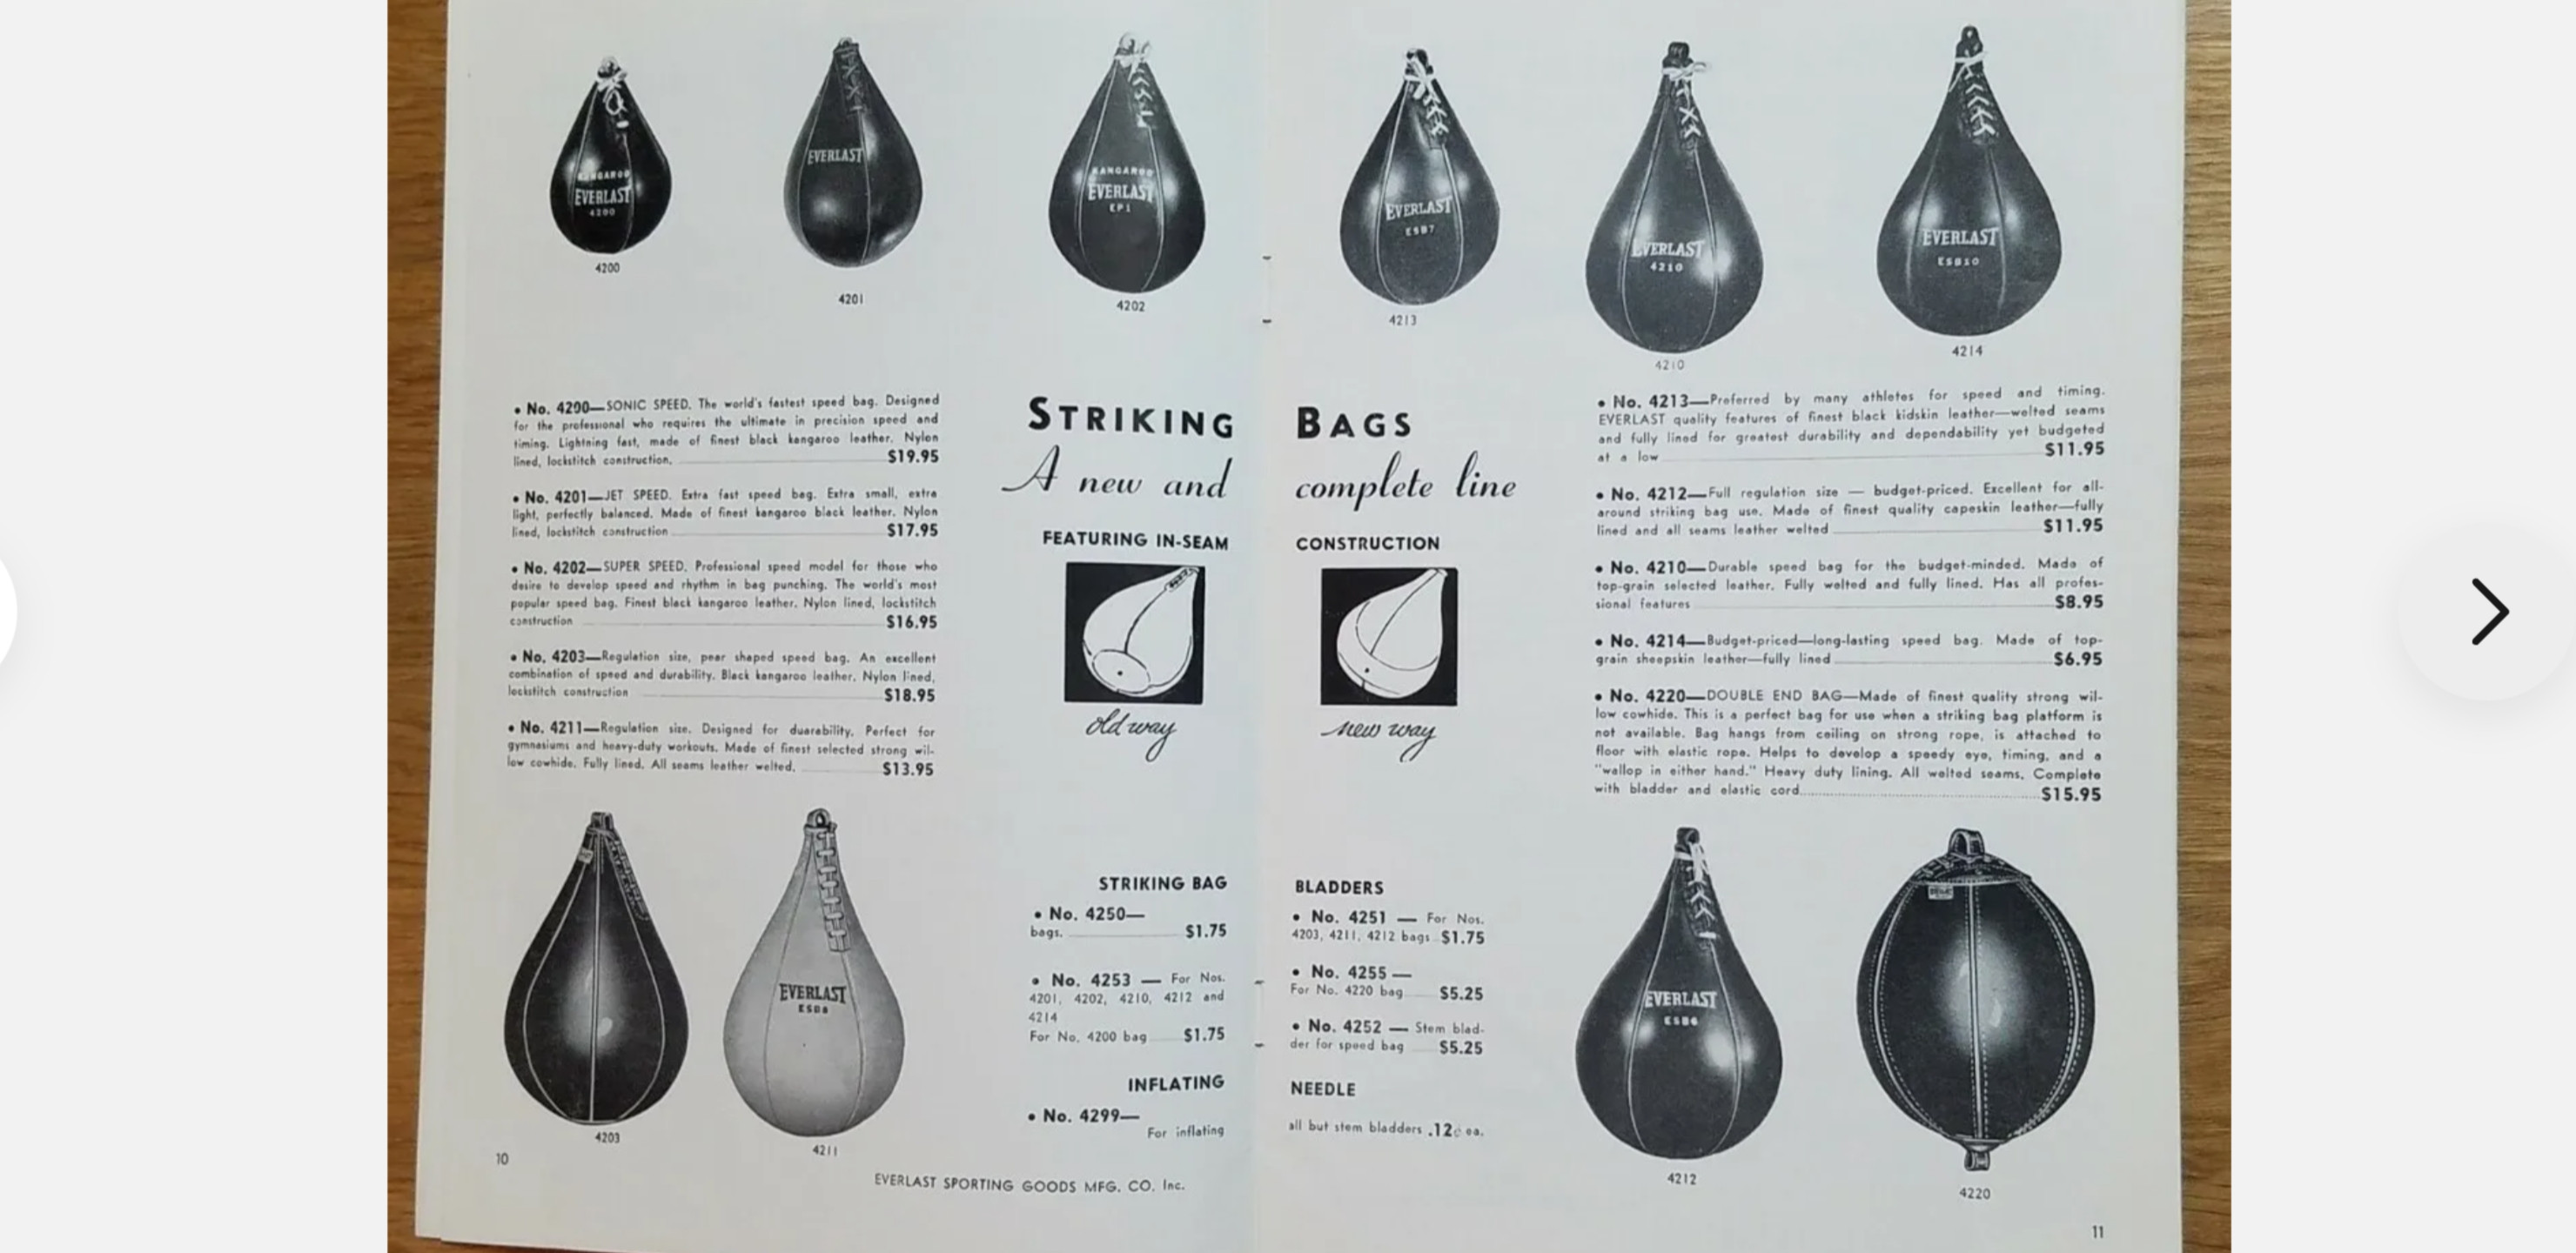 KANGAROO
EVERLAST
4200
4200
EVERLAST
4201
KANGAROO
EVERLAST
EP1
4202
EVERLAST
ESB7
4213
EVERLAST
4210
4210
EVERLAST
ESB10
4214
• No. 4200—SONIC SPEED. The world's fastest speed bag. Designed
for the professional who requires the ultimate in precision speed and
timing. Lightning fast, made of finest black kangaroo leather. Nylon
lined, lockstitch construction. $19.95
• No. 4201—JET SPEED. Extra fast speed bag. Extra small, extra
light, perfectly balanced. Made of finest kangaroo black leather. Nylon
lined, lockstitch construction $17.95
• No. 4202—SUPER SPEED. Professional speed model for those who
desire to develop speed and rhythm in bag punching. The world's most
popular speed bag. Finest black kangaroo leather. Nylon lined, lockstitch
construction $16.95
• No. 4203—Regulation size, pear shaped speed bag. An excellent
combination of speed and durability. Black kangaroo leather. Nylon lined,
lockstitch construction $18.95
• No. 4211—Regulation size. Designed for duarability. Perfect for
gymnasiums and heavy-duty workouts. Made of finest selected strong wil-
low cowhide. Fully lined. All seams leather welted. $13.95
STRIKING BAGS
A new and complete line
FEATURING IN-SEAM CONSTRUCTION
old way
new way
• No. 4213—Preferred by many athletes for speed and timing.
EVERLAST quality features of finest black kidskin leather—welted seams
and fully lined for greatest durability and dependability yet budgeted
at a low $11.95
• No. 4212—Full regulation size — budget-priced. Excellent for all-
around striking bag use. Made of finest quality capeskin leather—fully
lined and all seams leather welted $11.95
• No. 4210—Durable speed bag for the budget-minded. Made of
top-grain selected leather. Fully welted and fully lined. Has all profes-
sional features $8.95
• No. 4214—Budget-priced—long-lasting speed bag. Made of top-
grain sheepskin leather—fully lined $6.95
• No. 4220—DOUBLE END BAG—Made of finest quality strong wil-
low cowhide. This is a perfect bag for use when a striking bag platform is
not available. Bag hangs from ceiling on strong rope, is attached to
floor with elastic rope. Helps to develop a speedy eye, timing, and a
"wallop in either hand." Heavy duty lining. All welted seams. Complete
with bladder and elastic cord. $15.95
4203
EVERLAST
ESB8
4211
STRIKING BAG BLADDERS
• No. 4250—
bags. $1.75
• No. 4253 — For Nos.
4201, 4202, 4210, 4212 and
4214
For No. 4200 bag $1.75
• No. 4251 — For Nos.
4203, 4211, 4212 bags $1.75
• No. 4255 —
For No. 4220 bag $5.25
• No. 4252 — Stem blad-
der for speed bag $5.25
INFLATING NEEDLE
• No. 4299—
For inflating all but stem bladders .12¢ ea.
EVERLAST
ESB6
4212
4220
10
EVERLAST SPORTING GOODS MFG. CO. Inc.
11